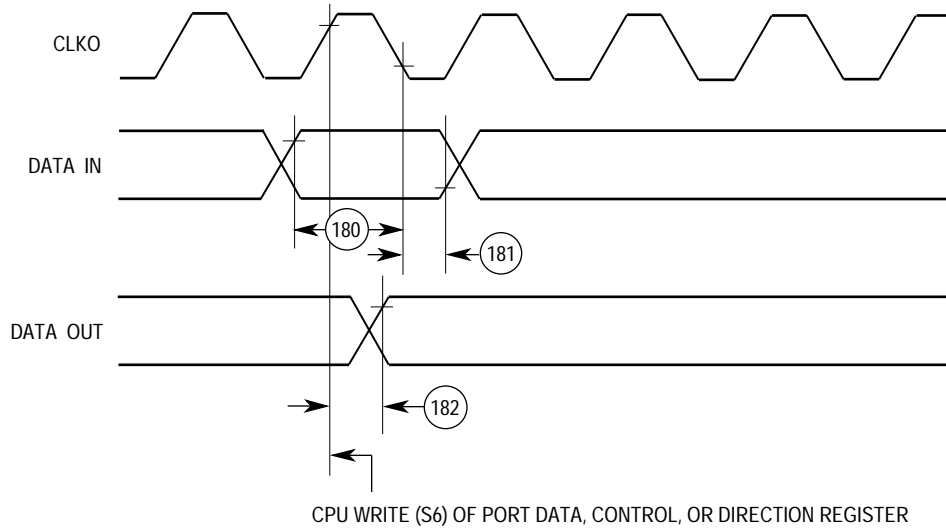 CLKO
DATA IN
180
181
DATA OUT
182
CPU WRITE (S6) OF PORT DATA, CONTROL, OR DIRECTION REGISTER